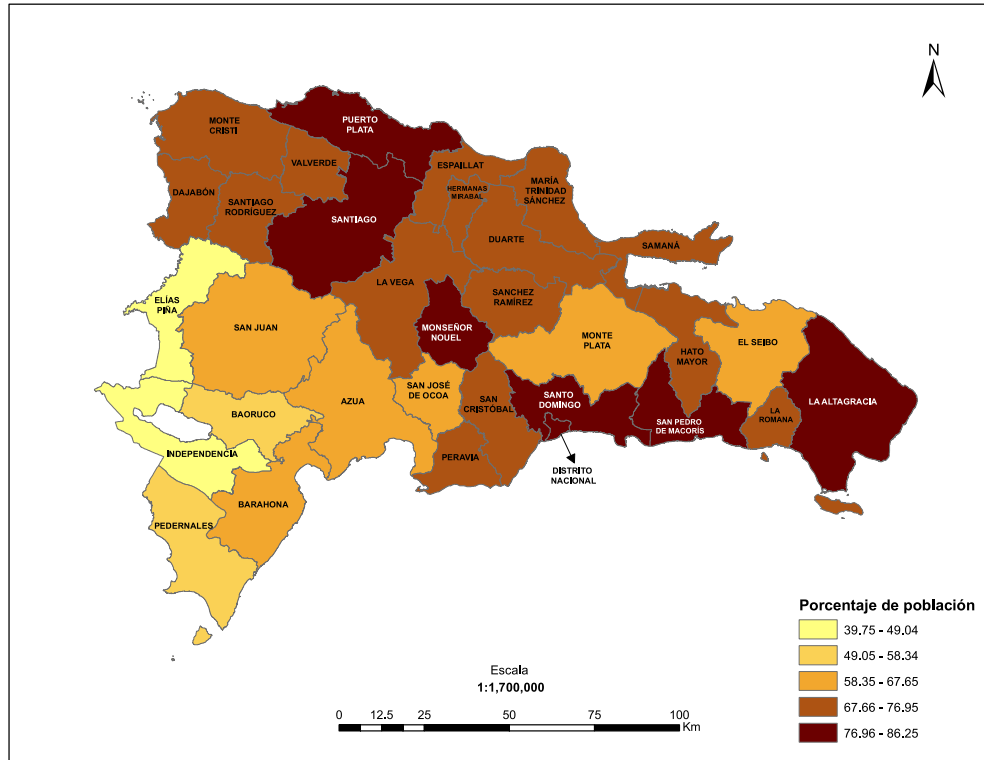 N
PUERTO
PLATA
MONTE
CRISTI
VALVERDE
ESPAILLAT
HERMANAS
MIRABAL
MARÍA
TRINIDAD
SÁNCHEZ
DAJABÓN
SANTIAGO
RODRÍGUEZ
SANTIAGO
DUARTE
SAMANÁ
LA VEGA
SANCHEZ
RAMÍREZ
ELÍAS
PIÑA
SAN JUAN
MONSEÑOR
NOUEL
MONTE
PLATA
EL SEIBO
HATO
MAYOR
SAN JOSÉ
DE OCOA
AZUA
SAN
CRISTÓBAL
SANTO
DOMINGO
LA ALTAGRACIA
BAORUCO
SAN PEDRO
DE MACORÍS
LA
ROMANA
INDEPENDENCIA
PERAVIA
DISTRITO
NACIONAL
BARAHONA
PEDERNALES
Porcentaje de población
39.75 - 49.04
49.05 - 58.34
58.35 - 67.65
67.66 - 76.95
76.96 - 86.25
Escala
1:1,700,000
0 12.5 25 50 75 100
Km